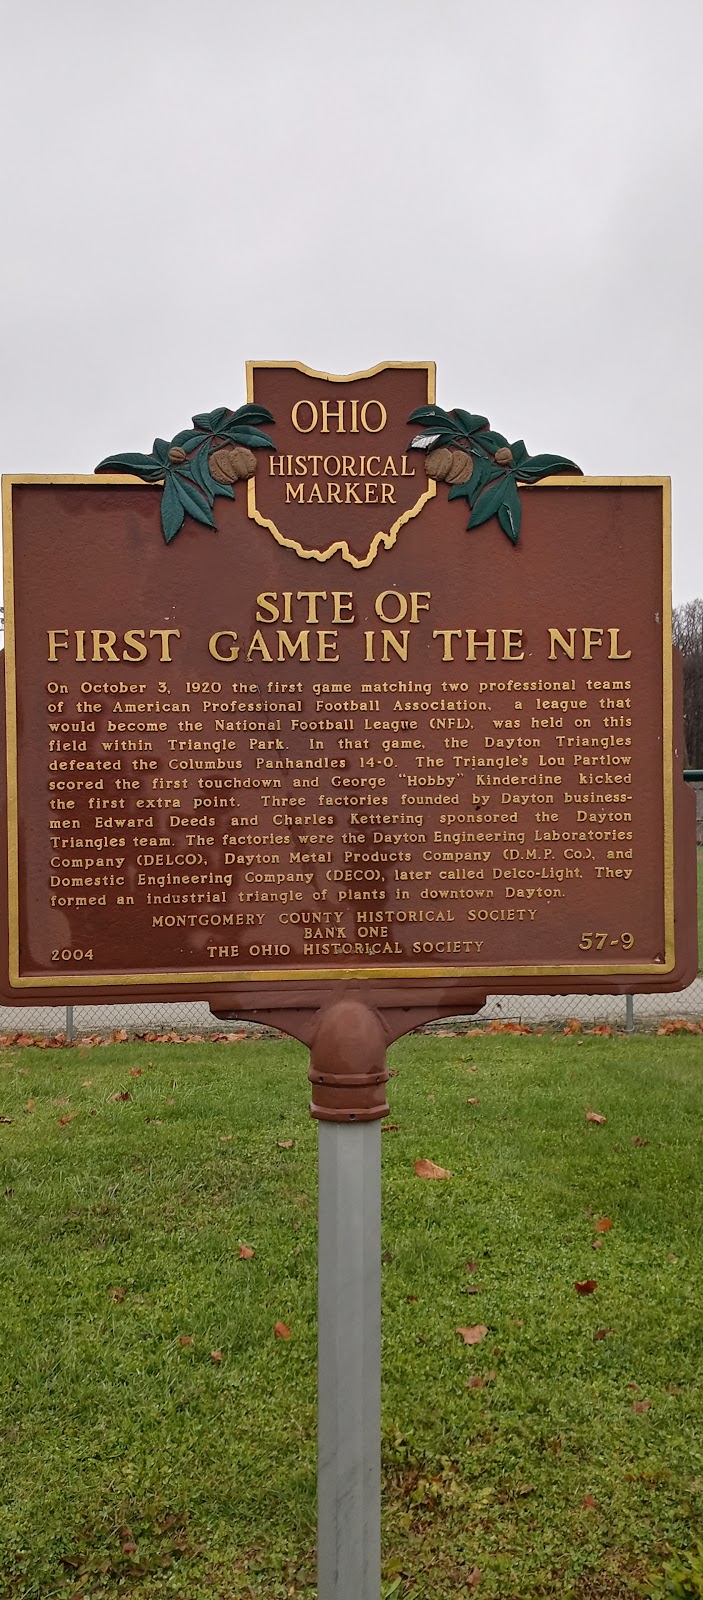 OHIO
HISTORICAL
MARKER
SITE OF
FIRST GAME IN THE NFL
On October 3, 1920 the first game matching two professional teams
of the American Professional Football Association, a league that
would become the National Football League (NFL), was held on this
field within Triangle Park. In that game, the Dayton Triangles
defeated the Columbus Panhandles 14-0. The Triangle's Lou Partlow
scored the first touchdown and George "Hobby" Kinderdine kicked
the first extra point. Three factories founded by Dayton business-
men Edward Deeds and Charles Kettering sponsored the Dayton
Triangles team. The factories were the Dayton Engineering Laboratories
Company (DELCO), Dayton Metal Products Company (D.M.P. Co.), and
Domestic Engineering Company (DECO), later called Delco-Light. They
formed an industrial triangle of plants in downtown Dayton.
MONTGOMERY COUNTY HISTORICAL SOCIETY
BANK ONE
2004 THE OHIO HISTORICAL SOCIETY 57-9